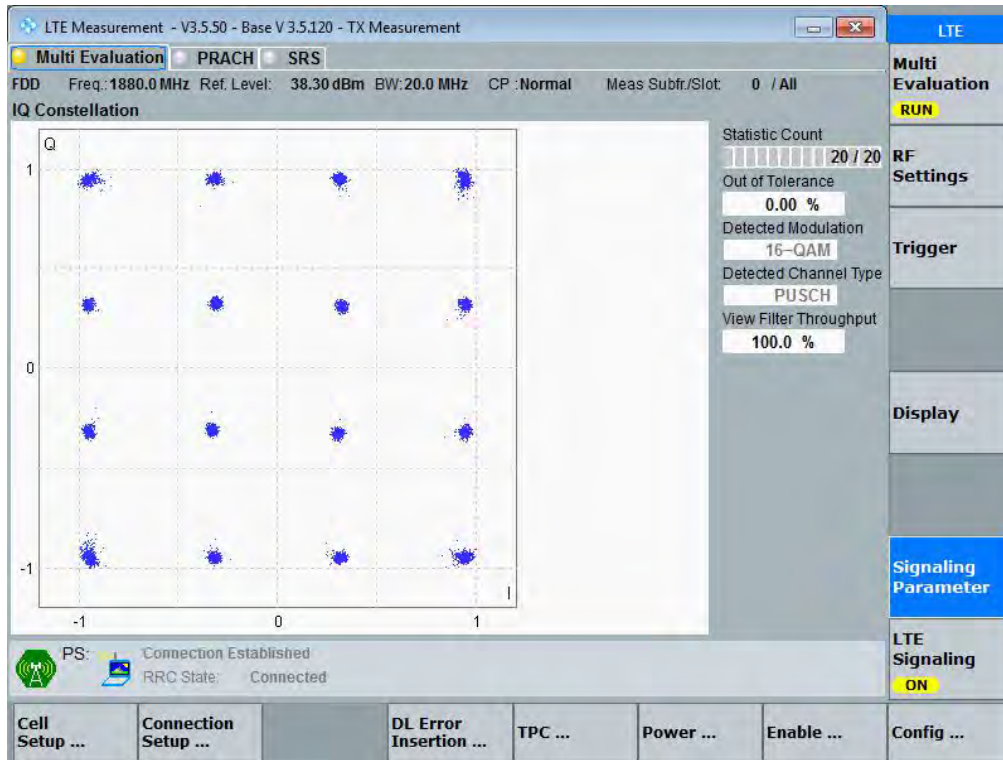 LTE Measurement - V3.5.50 - Base V 3.5.120 - TX Measurement
LTE
Multi Evaluation PRACH SRS
FDD Freq.:1880.0 MHz Ref. Level: 38.30 dBm BW:20.0 MHz CP :Normal Meas Subfr./Slot: 0 / All
IQ Constellation
Q
1
0
-1
I
-1 0 1
Statistic Count
20 / 20
Out of Tolerance
0.00 %
Detected Modulation
16-QAM
Detected Channel Type
PUSCH
View Filter Throughput
100.0 %
Multi
Evaluation
RUN
RF
Settings
Trigger
Display
Signaling
Parameter
LTE
Signaling
ON
PS: Connection Established
RRC State: Connected
Cell
Setup ...
Connection
Setup ...
DL Error
Insertion ...
TPC ...
Power ...
Enable ...
Config ...